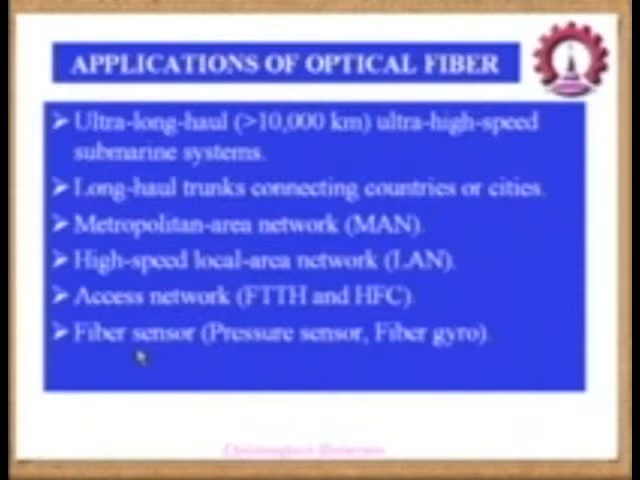 APPLICATIONS OF OPTICAL FIBER
➢ Ultra-long-haul (>10,000 km) ultra-high-speed
submarine systems.
➢ Long-haul trunks connecting countries or cities.
➢ Metropolitan-area network (MAN).
➢ High-speed local-area network (LAN).
➢ Access network (FTTH and HFC).
➢ Fiber sensor (Pressure sensor, Fiber gyro).